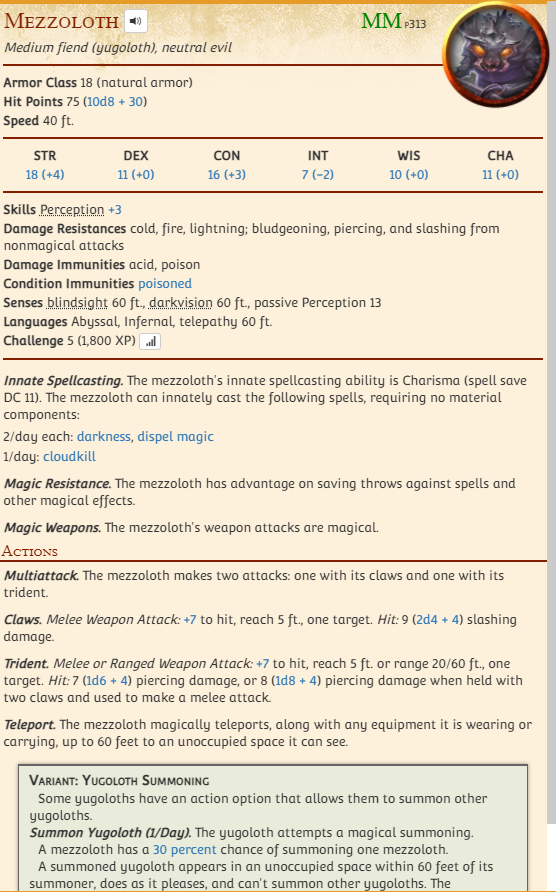 Mezzoloth MM P313
Medium fiend (yugoloth), neutral evil
Armor Class 18 (natural armor)
Hit Points 75 (10d8 + 30)
Speed 40 ft.
STR DEX CON INT WIS CHA
18 (+4) 11 (+0) 16 (+3) 7 (−2) 10 (+0) 11 (+0)
Skills Perception +3
Damage Resistances cold, fire, lightning; bludgeoning, piercing, and slashing from
nonmagical attacks
Damage Immunities acid, poison
Condition Immunities poisoned
Senses blindsight 60 ft., darkvision 60 ft., passive Perception 13
Languages Abyssal, Infernal, telepathy 60 ft.
Challenge 5 (1,800 XP)
Innate Spellcasting. The mezzoloth's innate spellcasting ability is Charisma (spell save
DC 11). The mezzoloth can innately cast the following spells, requiring no material
components:
2/day each: darkness, dispel magic
1/day: cloudkill
Magic Resistance. The mezzoloth has advantage on saving throws against spells and
other magical effects.
Magic Weapons. The mezzoloth's weapon attacks are magical.
Actions
Multiattack. The mezzoloth makes two attacks: one with its claws and one with its
trident.
Claws. Melee Weapon Attack: +7 to hit, reach 5 ft., one target. Hit: 9 (2d4 + 4) slashing
damage.
Trident. Melee or Ranged Weapon Attack: +7 to hit, reach 5 ft. or range 20/60 ft., one
target. Hit: 7 (1d6 + 4) piercing damage, or 8 (1d8 + 4) piercing damage when held with
two claws and used to make a melee attack.
Teleport. The mezzoloth magically teleports, along with any equipment it is wearing or
carrying, up to 60 feet to an unoccupied space it can see.
Variant: Yugoloth Summoning
Some yugoloths have an action option that allows them to summon other
yugoloths.
Summon Yugoloth (1/Day). The yugoloth attempts a magical summoning.
A mezzoloth has a 30 percent chance of summoning one mezzoloth.
A summoned yugoloth appears in an unoccupied space within 60 feet of its
summoner, does as it pleases, and can't summon other yugoloths. The